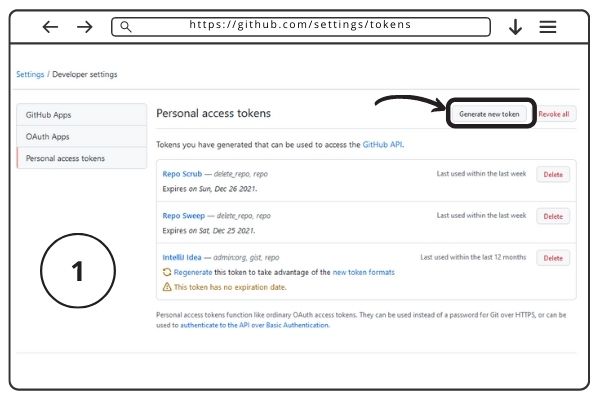 https://github.com/settings/tokens
Settings / Developer settings
GitHub Apps
OAuth Apps
Personal access tokens
Personal access tokens
Generate new token
Revoke all
Tokens you have generated that can be used to access the GitHub API.
Repo Scrub — delete_repo, repo
Last used within the last week
Delete
Expires on Sun, Dec 26 2021.
Repo Sweep — delete_repo, repo
Last used within the last week
Delete
Expires on Sat, Dec 25 2021.
IntelliJ Idea — admin:org, gist, repo
Last used within the last 12 months
Delete
Regenerate this token to take advantage of the new token formats
This token has no expiration date.
1
Personal access tokens function like ordinary OAuth access tokens. They can be used instead of a password for Git over HTTPS, or can be
used to authenticate to the API over Basic Authentication.